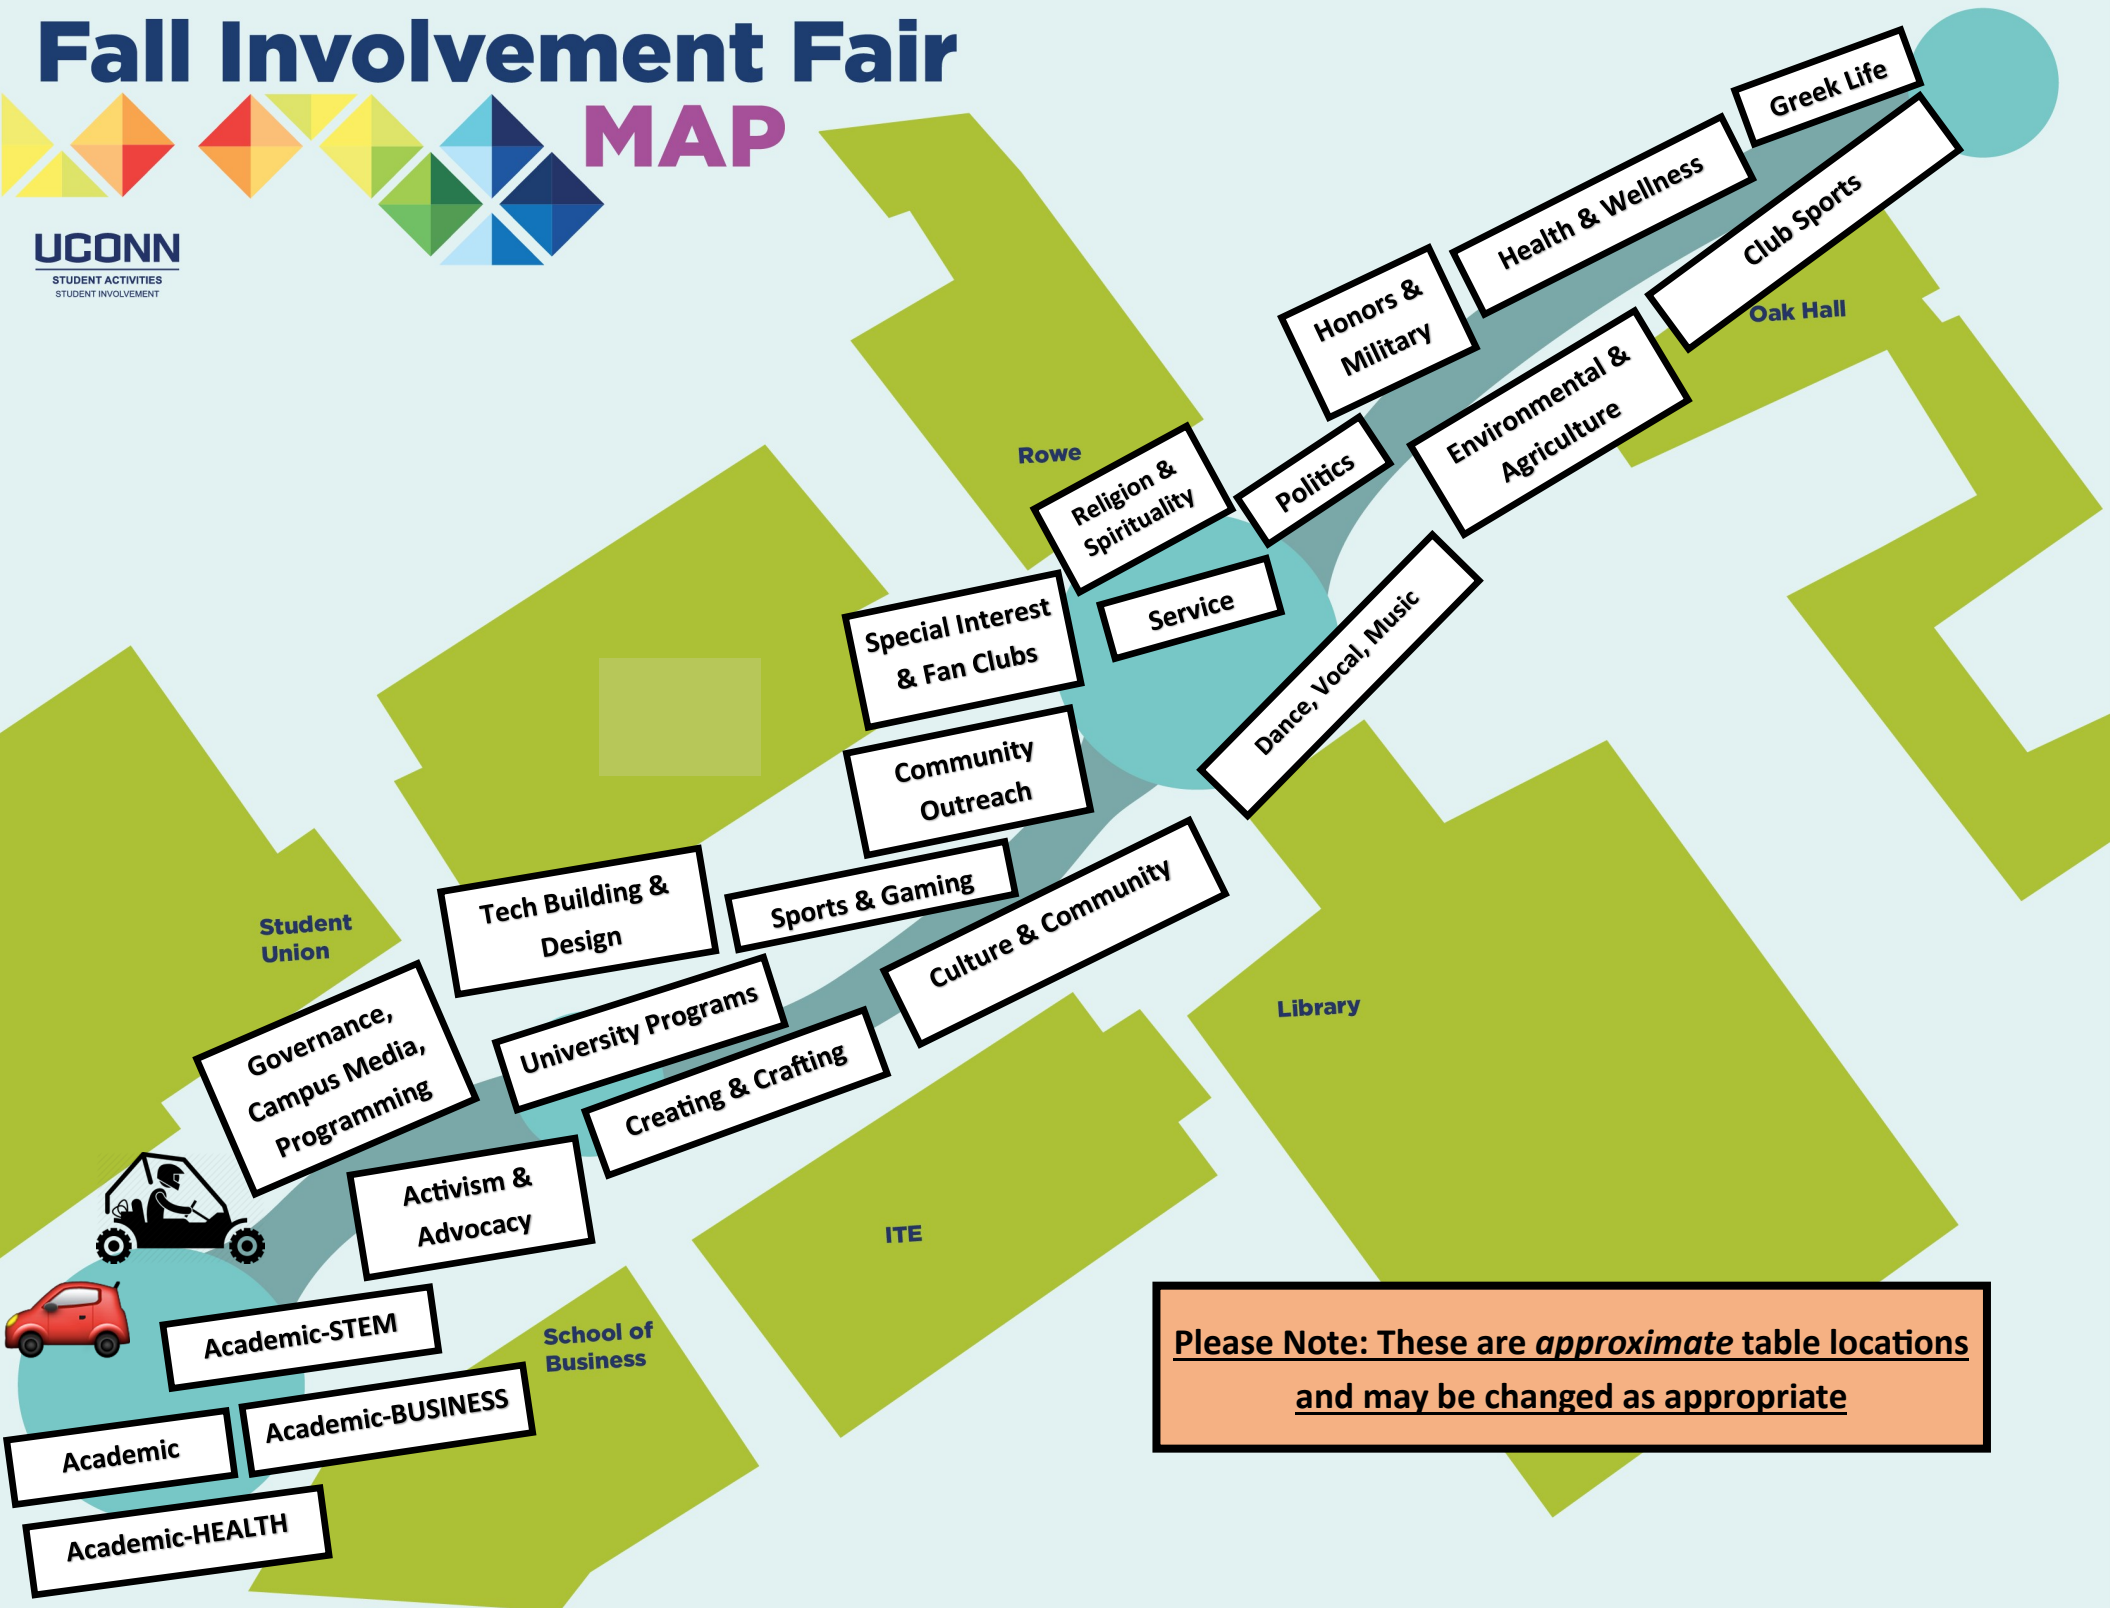 Fall Involvement Fair
MAP
UCONN
STUDENT ACTIVITIES
STUDENT INVOLVEMENT
Greek Life
Health & Wellness
Club Sports
Honors &
Military
Oak Hall
Environmental &
Agriculture
Rowe
Religion &
Spirituality
Politics
Service
Special Interest
& Fan Clubs
Dance, Vocal, Music
Community
Outreach
Tech Building &
Design
Sports & Gaming
Culture & Community
Student
Union
Library
Governance,
Campus Media,
Programming
University Programs
Creating & Crafting
Activism &
Advocacy
ITE
Academic-STEM
School of
Business
Academic-BUSINESS
Academic
Academic-HEALTH
Please Note: These are approximate table locations
and may be changed as appropriate